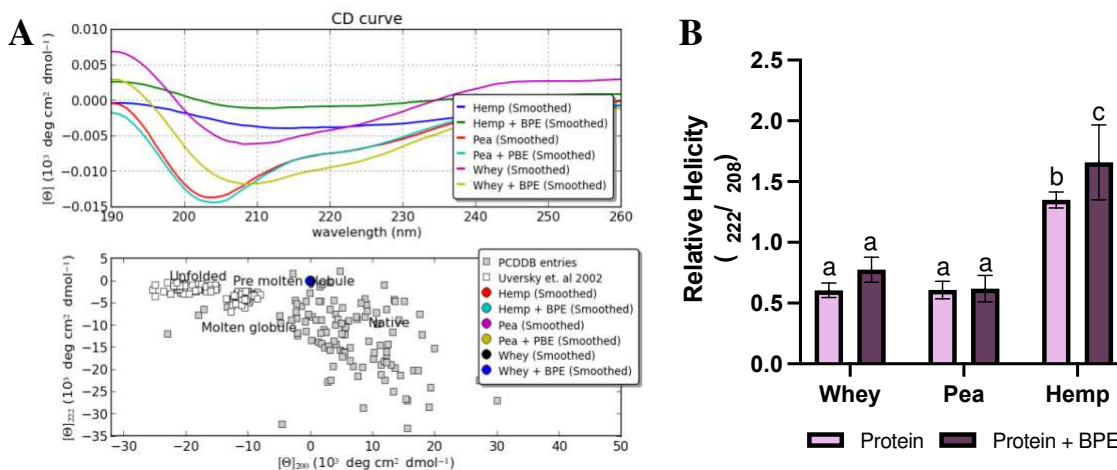 A
CD curve
[Θ] (10³ deg cm² dmol⁻¹)
0.010
0.005
0.000
−0.005
−0.010
−0.015
190
200
210
220
230
240
250
260
wavelength (nm)
Hemp (Smoothed)
Hemp + BPE (Smoothed)
Pea (Smoothed)
Pea + PBE (Smoothed)
Whey (Smoothed)
Whey + BPE (Smoothed)
[Θ]₂₂₂ (10³ deg cm² dmol⁻¹)
5
0
−5
−10
−15
−20
−25
−30
−35
−30
−20
−10
0
10
20
30
40
50
[Θ]₂₀₀ (10³ deg cm² dmol⁻¹)
Unfolded
Pre molten globule
Molten globule
Native
PCDDB entries
Uversky et. al 2002
Hemp (Smoothed)
Hemp + BPE (Smoothed)
Pea (Smoothed)
Pea + PBE (Smoothed)
Whey (Smoothed)
Whey + BPE (Smoothed)
B
Relative Helicity
( ₂₂₂/ ₂₀₈)
2.5
2.0
1.5
1.0
0.5
0.0
a
a
a
a
b
c
Whey
Pea
Hemp
Protein
Protein + BPE